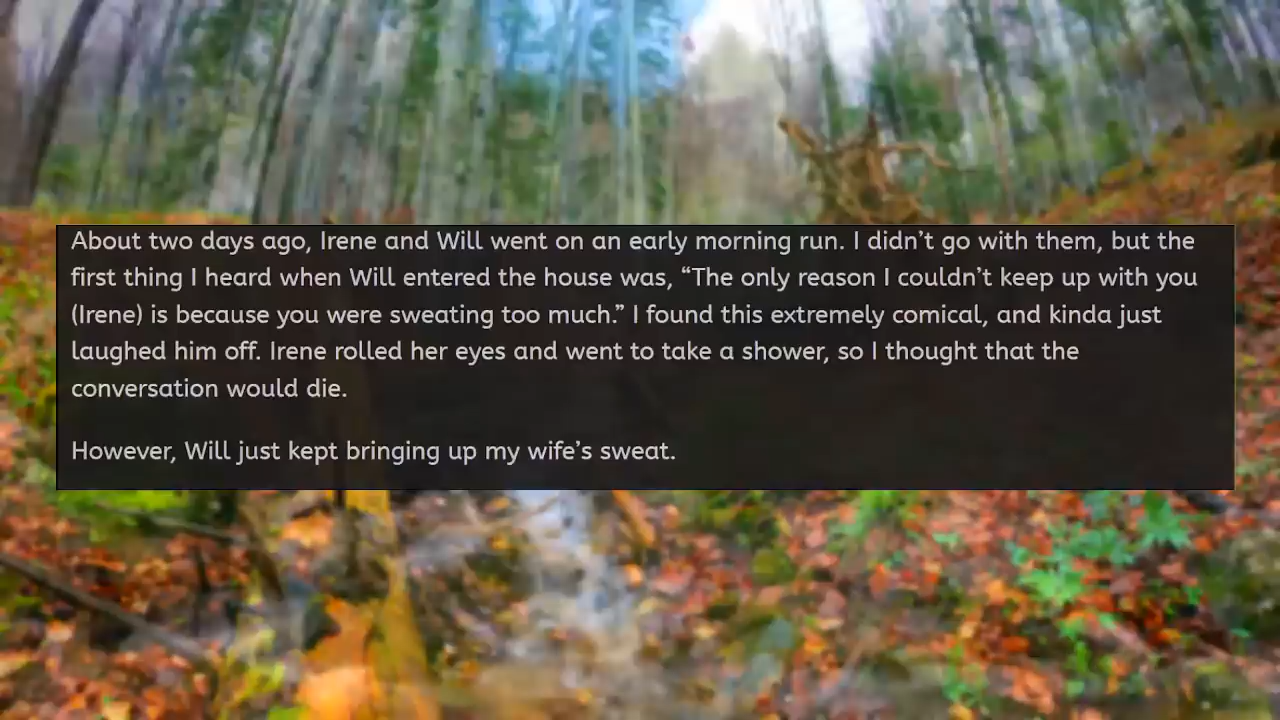 About two days ago, Irene and Will went on an early morning run. I didn’t go with them, but the
first thing I heard when Will entered the house was, “The only reason I couldn’t keep up with you
(Irene) is because you were sweating too much.” I found this extremely comical, and kinda just
laughed him off. Irene rolled her eyes and went to take a shower, so I thought that the
conversation would die.
However, Will just kept bringing up my wife’s sweat.